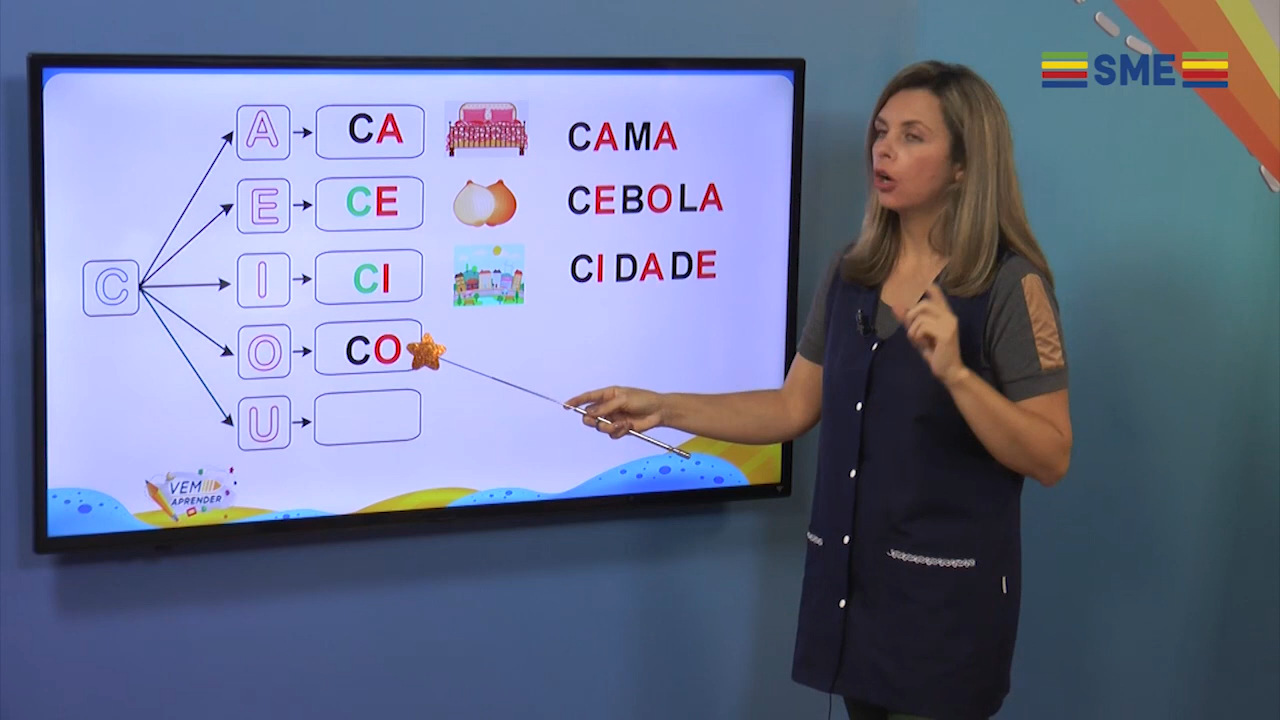 SME
A CA CAMA
E CE CEBOLA
C I CI CIDADE
O CO
U
VEM
APRENDER